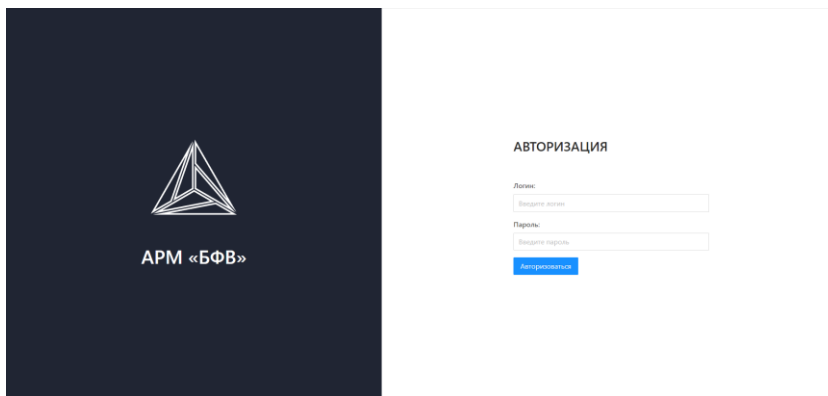 АРМ «БФВ»
АВТОРИЗАЦИЯ
Логин:
Введите логин
Пароль:
Введите пароль
Авторизоваться